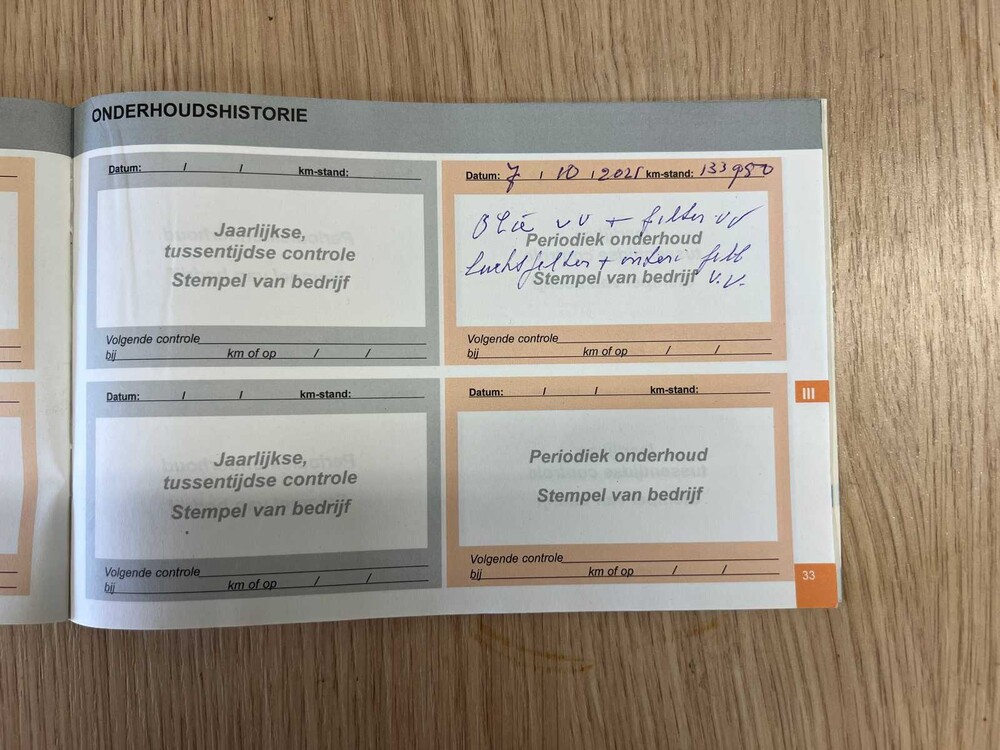 ONDERHOUDSHISTORIE
Datum: / / km-stand:
Jaarlijkse,
tussentijdse controle
Stempel van bedrijf
Volgende controle
bij km of op / /
Datum: 7 / 10 / 2021 km-stand: 133950
Olie vv + filter vv
Periodiek onderhoud
Luchtfilter +
Stempel van bedrijf
v.v.
Volgende controle
bij km of op / /
Datum: / / km-stand:
Jaarlijkse,
tussentijdse controle
Stempel van bedrijf
Volgende controle
bij km of op / /
Datum: / / km-stand:
Periodiek onderhoud
Stempel van bedrijf
Volgende controle
bij km of op / /
III
33